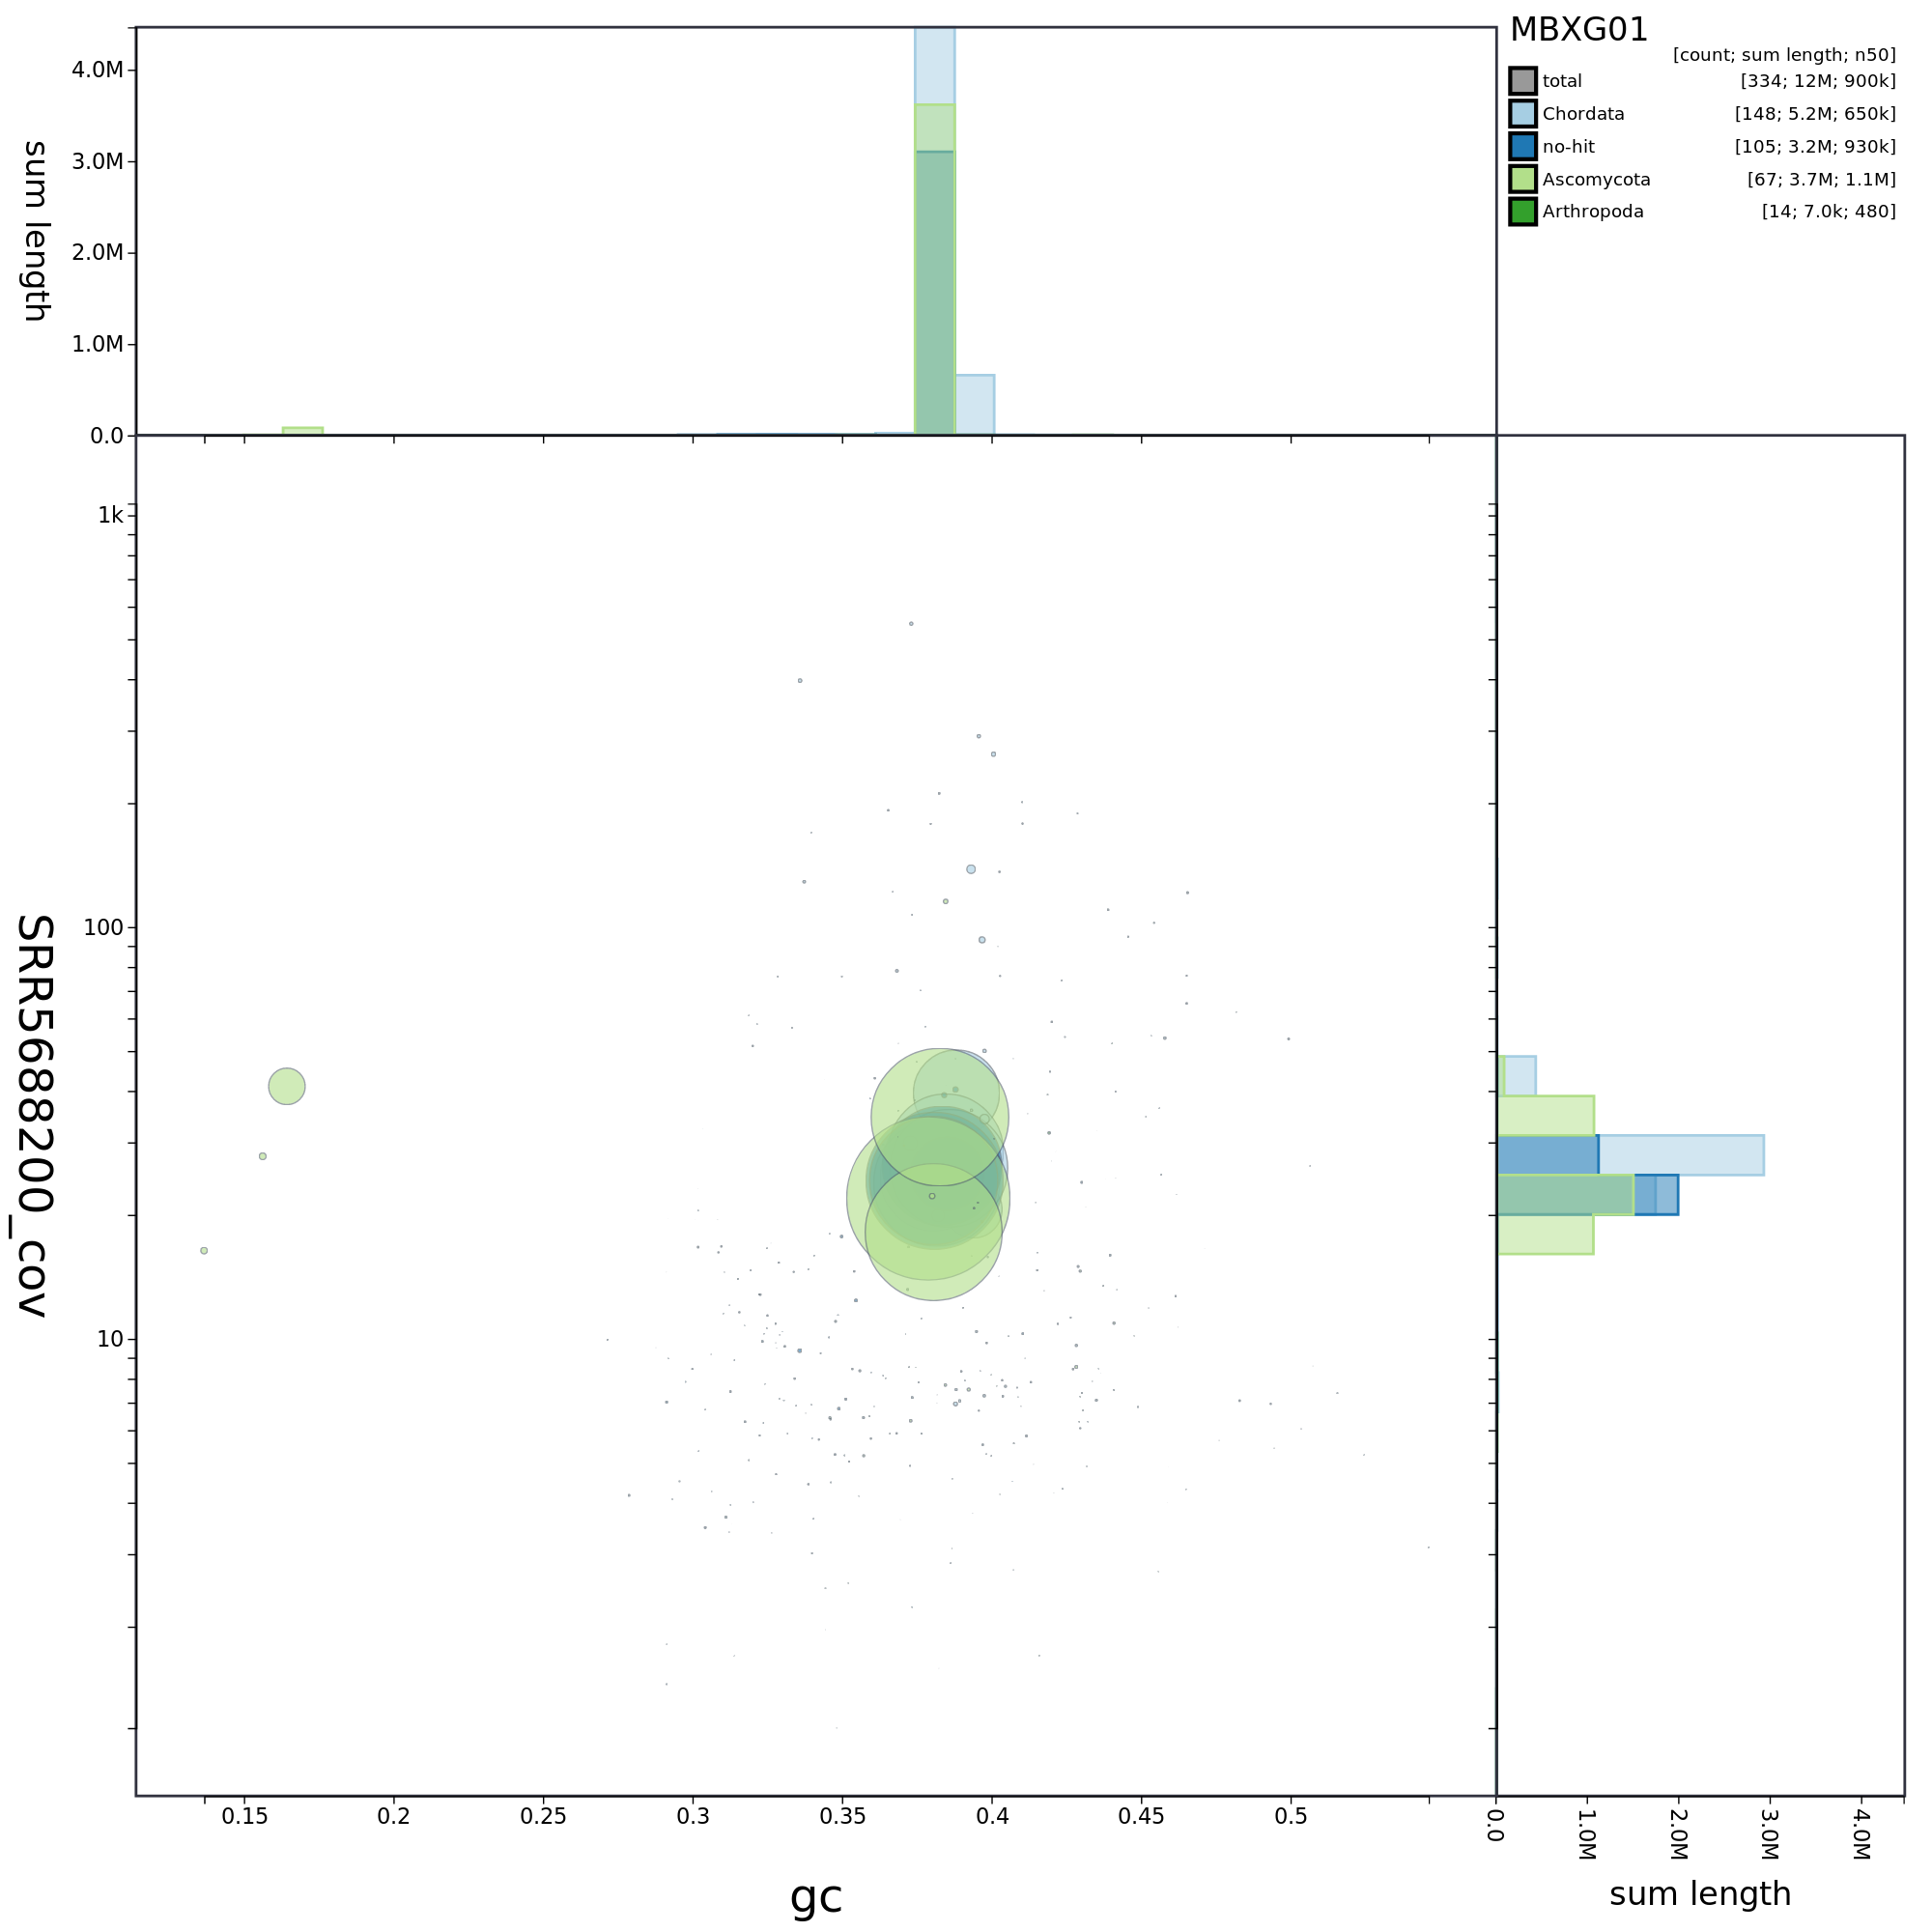 MBXG01
[count; sum length; n50]
total [334; 12M; 900k]
Chordata [148; 5.2M; 650k]
no-hit [105; 3.2M; 930k]
Ascomycota [67; 3.7M; 1.1M]
Arthropoda [14; 7.0k; 480]
sum length
4.0M
3.0M
2.0M
1.0M
0.0
SRR5688200_cov
1k
100
10
0.15 0.2 0.25 0.3 0.35 0.4 0.45 0.5
gc
0.0 1.0M 2.0M 3.0M 4.0M
sum length